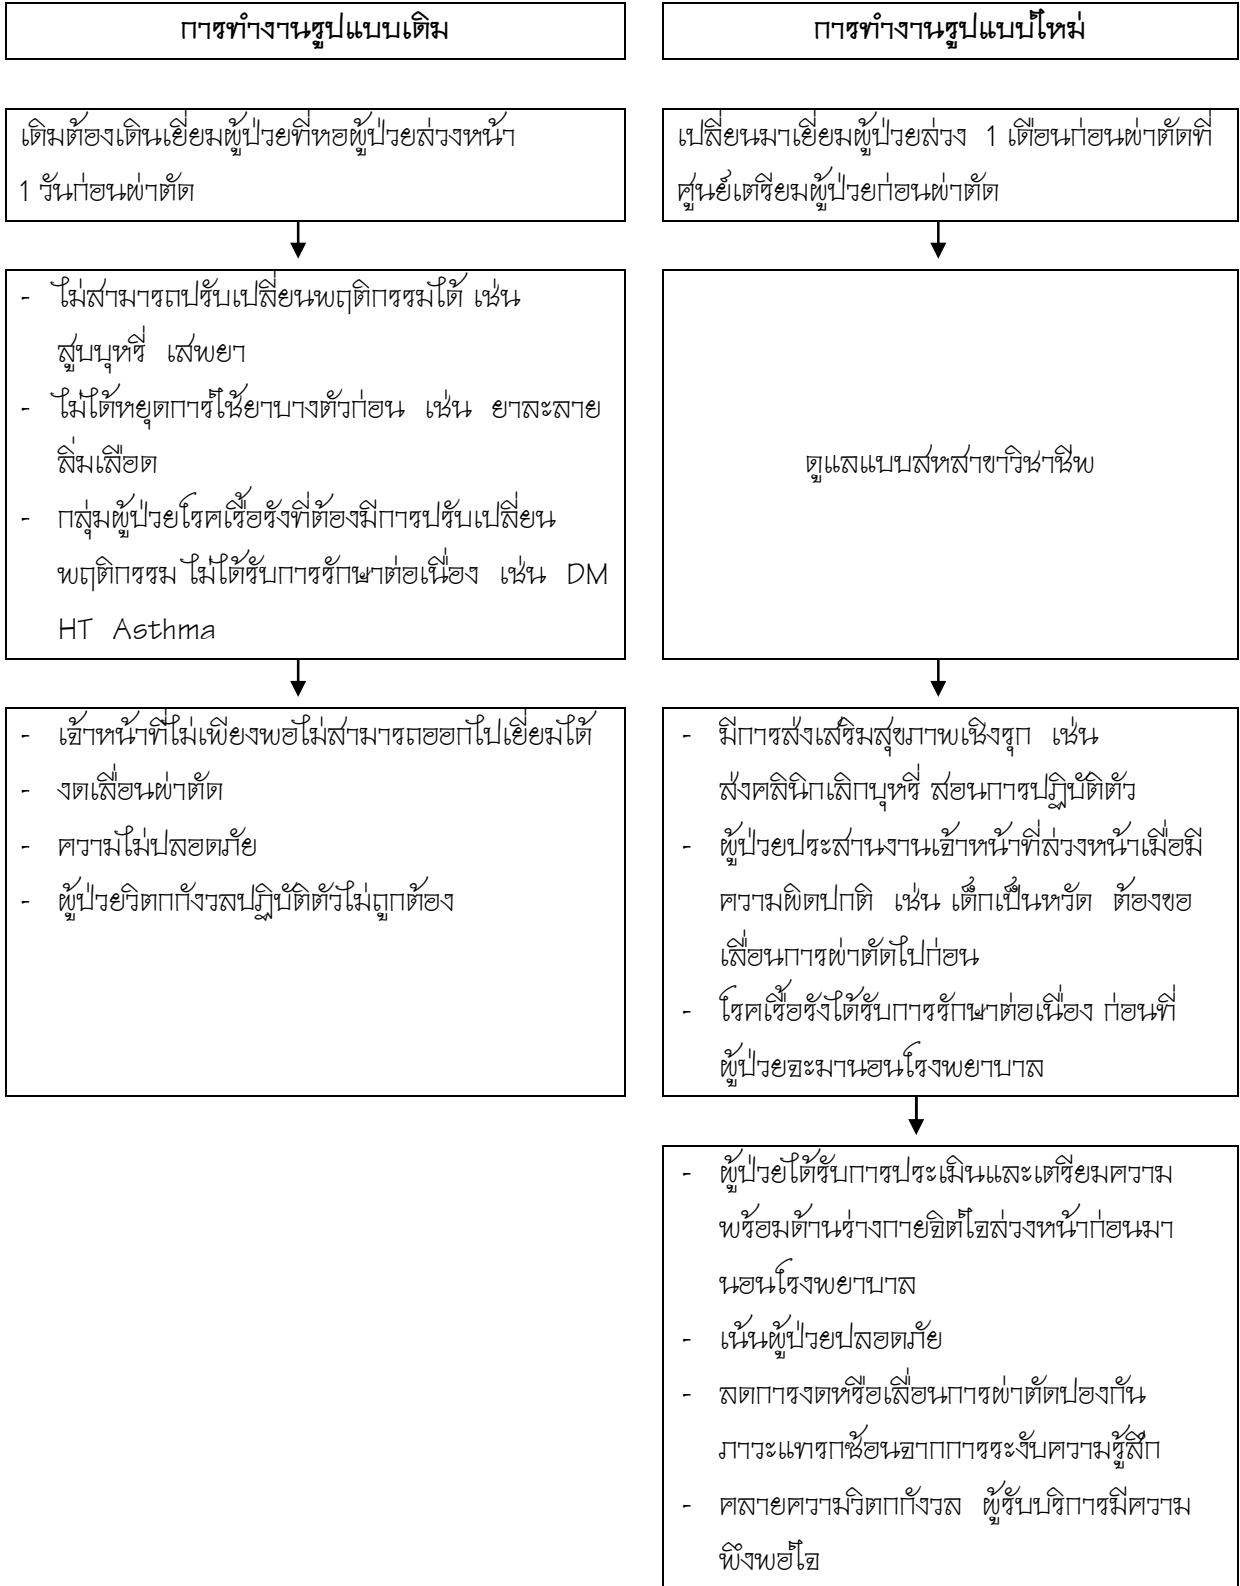 การทำงานรูปแบบเดิม
เดิมต้องเดินเยี่ยมผู้ป่วยที่หอผู้ป่วยล่วงหน้า
1 วันก่อนผ่าตัด
- ไม่สามารถปรับเปลี่ยนพฤติกรรมได้ เช่น
สูบบุหรี่ เสพยา
- ไม่ได้หยุดการใช้ยาบางตัวก่อน เช่น ยาละลาย
ลิ่มเลือด
- กลุ่มผู้ป่วยโรคเรื้อรังที่ต้องมีการปรับเปลี่ยน
พฤติกรรม ไม่ได้รับการรักษาต่อเนื่อง เช่น DM
HT Asthma
- เจ้าหน้าที่ไม่เพียงพอไม่สามารถออกไปเยี่ยมได้
- งดเลื่อนผ่าตัด
- ความไม่ปลอดภัย
- ผู้ป่วยวิตกกังวลปฏิบัติตัวไม่ถูกต้อง
การทำงานรูปแบบใหม่
เปลี่ยนมาเยี่ยมผู้ป่วยล่วง 1 เดือนก่อนผ่าตัดที่
ศูนย์เตรียมผู้ป่วยก่อนผ่าตัด
ดูแลแบบสหสาขาวิชาชีพ
- มีการส่งเสริมสุขภาพเชิงรุก เช่น
ส่งคลินิกเลิกบุหรี่ สอนการปฏิบัติตัว
- ผู้ป่วยประสานงานเจ้าหน้าที่ล่วงหน้าเมื่อมี
ความผิดปกติ เช่น เด็กเป็นหวัด ต้องขอ
เลื่อนการผ่าตัดไปก่อน
- โรคเรื้อรังได้รับการรักษาต่อเนื่อง ก่อนที่
ผู้ป่วยจะมานอนโรงพยาบาล
- ผู้ป่วยได้รับการประเมินและเตรียมความ
พร้อมด้านร่างกายจิตใจล่วงหน้าก่อนมา
นอนโรงพยาบาล
- เน้นผู้ป่วยปลอดภัย
- ลดการงดหรือเลื่อนการผ่าตัดปองกัน
ภาวะแทรกซ้อนจากการระงับความรู้สึก
- คลายความวิตกกังวล ผู้รับบริการมีความ
พึงพอใจ